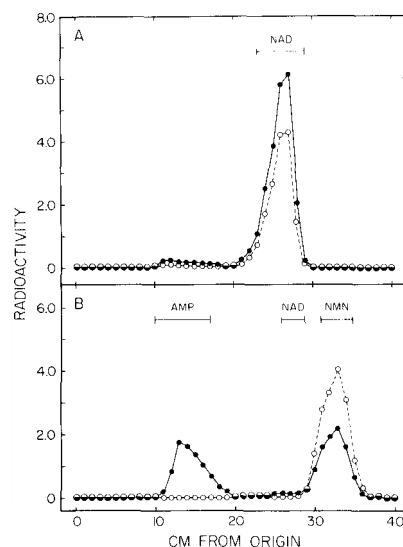 A
NAD
8.0
6.0
4.0
2.0
0
RADIOACTIVITY
B
AMP
NAD
NMN
6.0
4.0
2.0
0
0
10
20
30
40
CM FROM ORIGIN